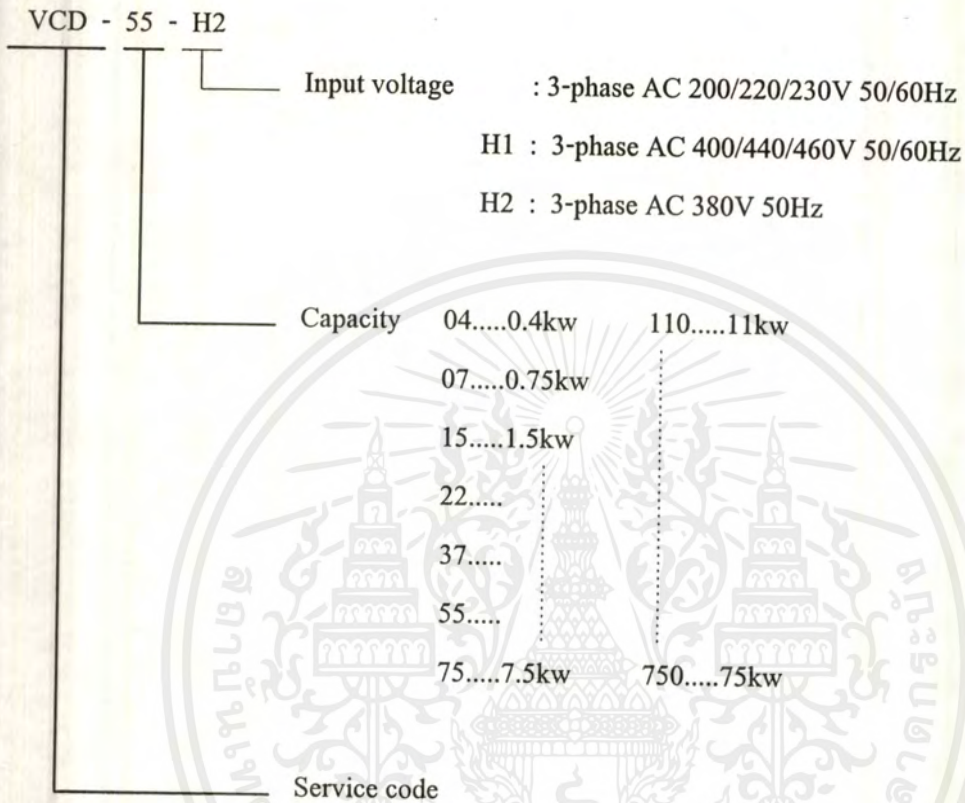 VCD - 55 - H2
Input voltage : 3-phase AC 200/220/230V 50/60Hz
H1 : 3-phase AC 400/440/460V 50/60Hz
H2 : 3-phase AC 380V 50Hz
Capacity 04.....0.4kw 110.....11kw
07.....0.75kw
15.....1.5kw
22.....
37.....
55.....
75.....7.5kw 750.....75kw
Service code